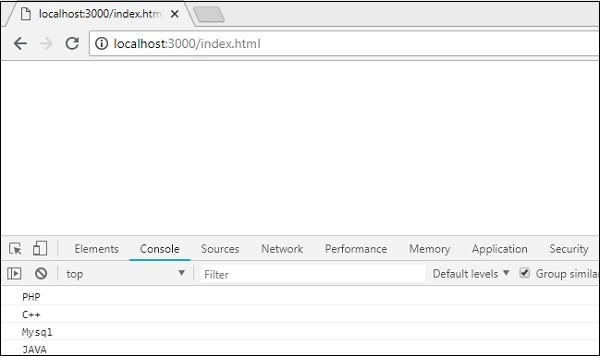 localhost:3000/index.htm
localhost:3000/index.html
Elements Console Sources Network Performance Memory Application Security
top Filter Default levels Group similar
PHP
C++
Mysql
JAVA